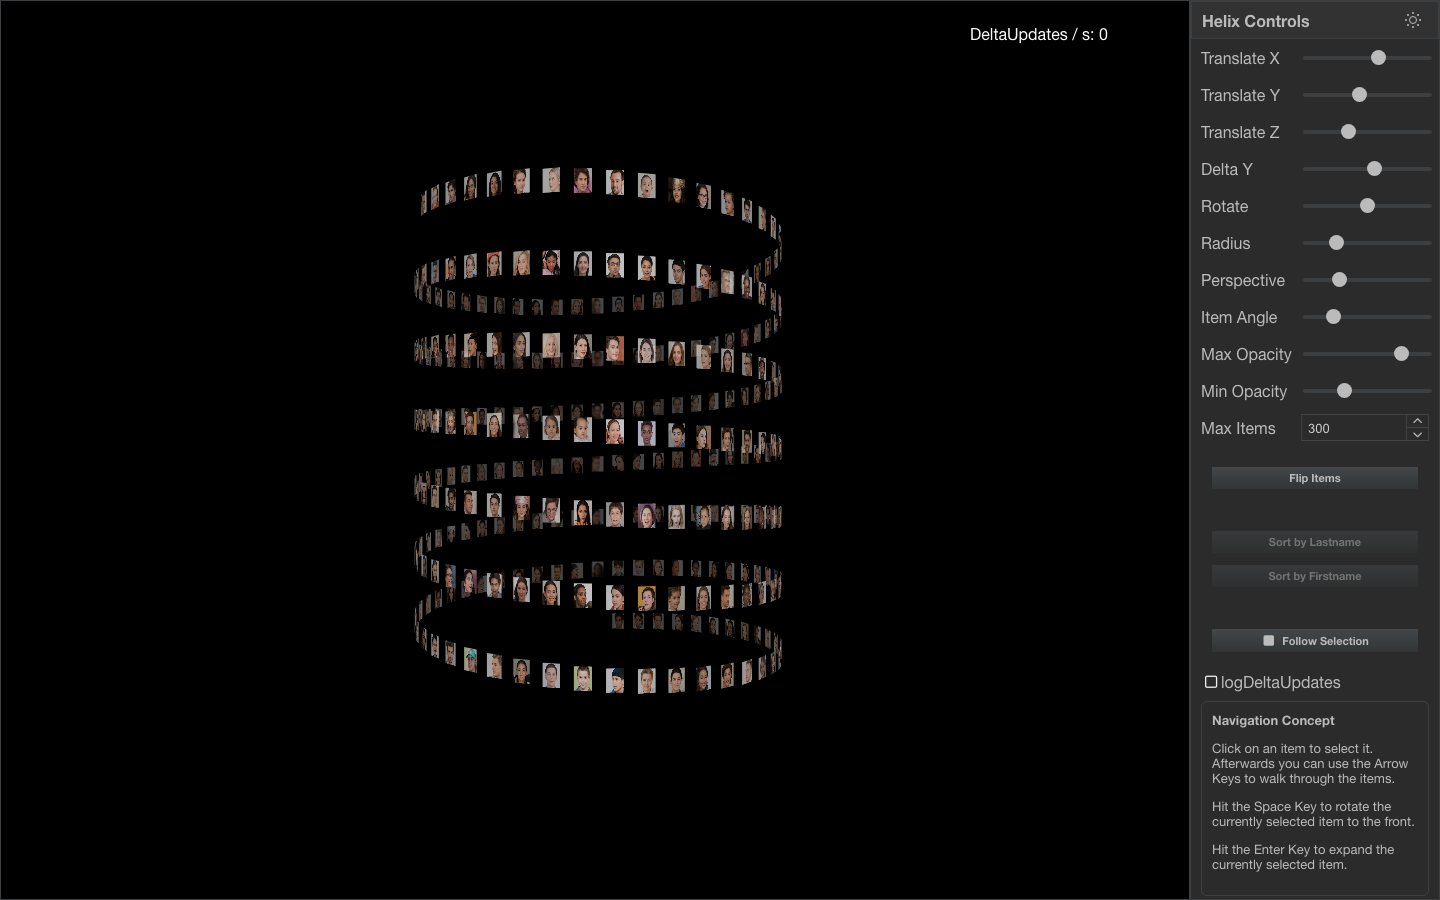 DeltaUpdates / s: 0
Helix Controls
Translate X
Translate Y
Translate Z
Delta Y
Rotate
Radius
Perspective
Item Angle
Max Opacity
Min Opacity
Max Items 300
Flip Items
Sort by Lastname
Sort by Firstname
Follow Selection
logDeltaUpdates
Navigation Concept
Click on an item to select it.
Afterwards you can use the Arrow
Keys to walk through the items.
Hit the Space Key to rotate the
currently selected item to the front.
Hit the Enter Key to expand the
currently selected item.